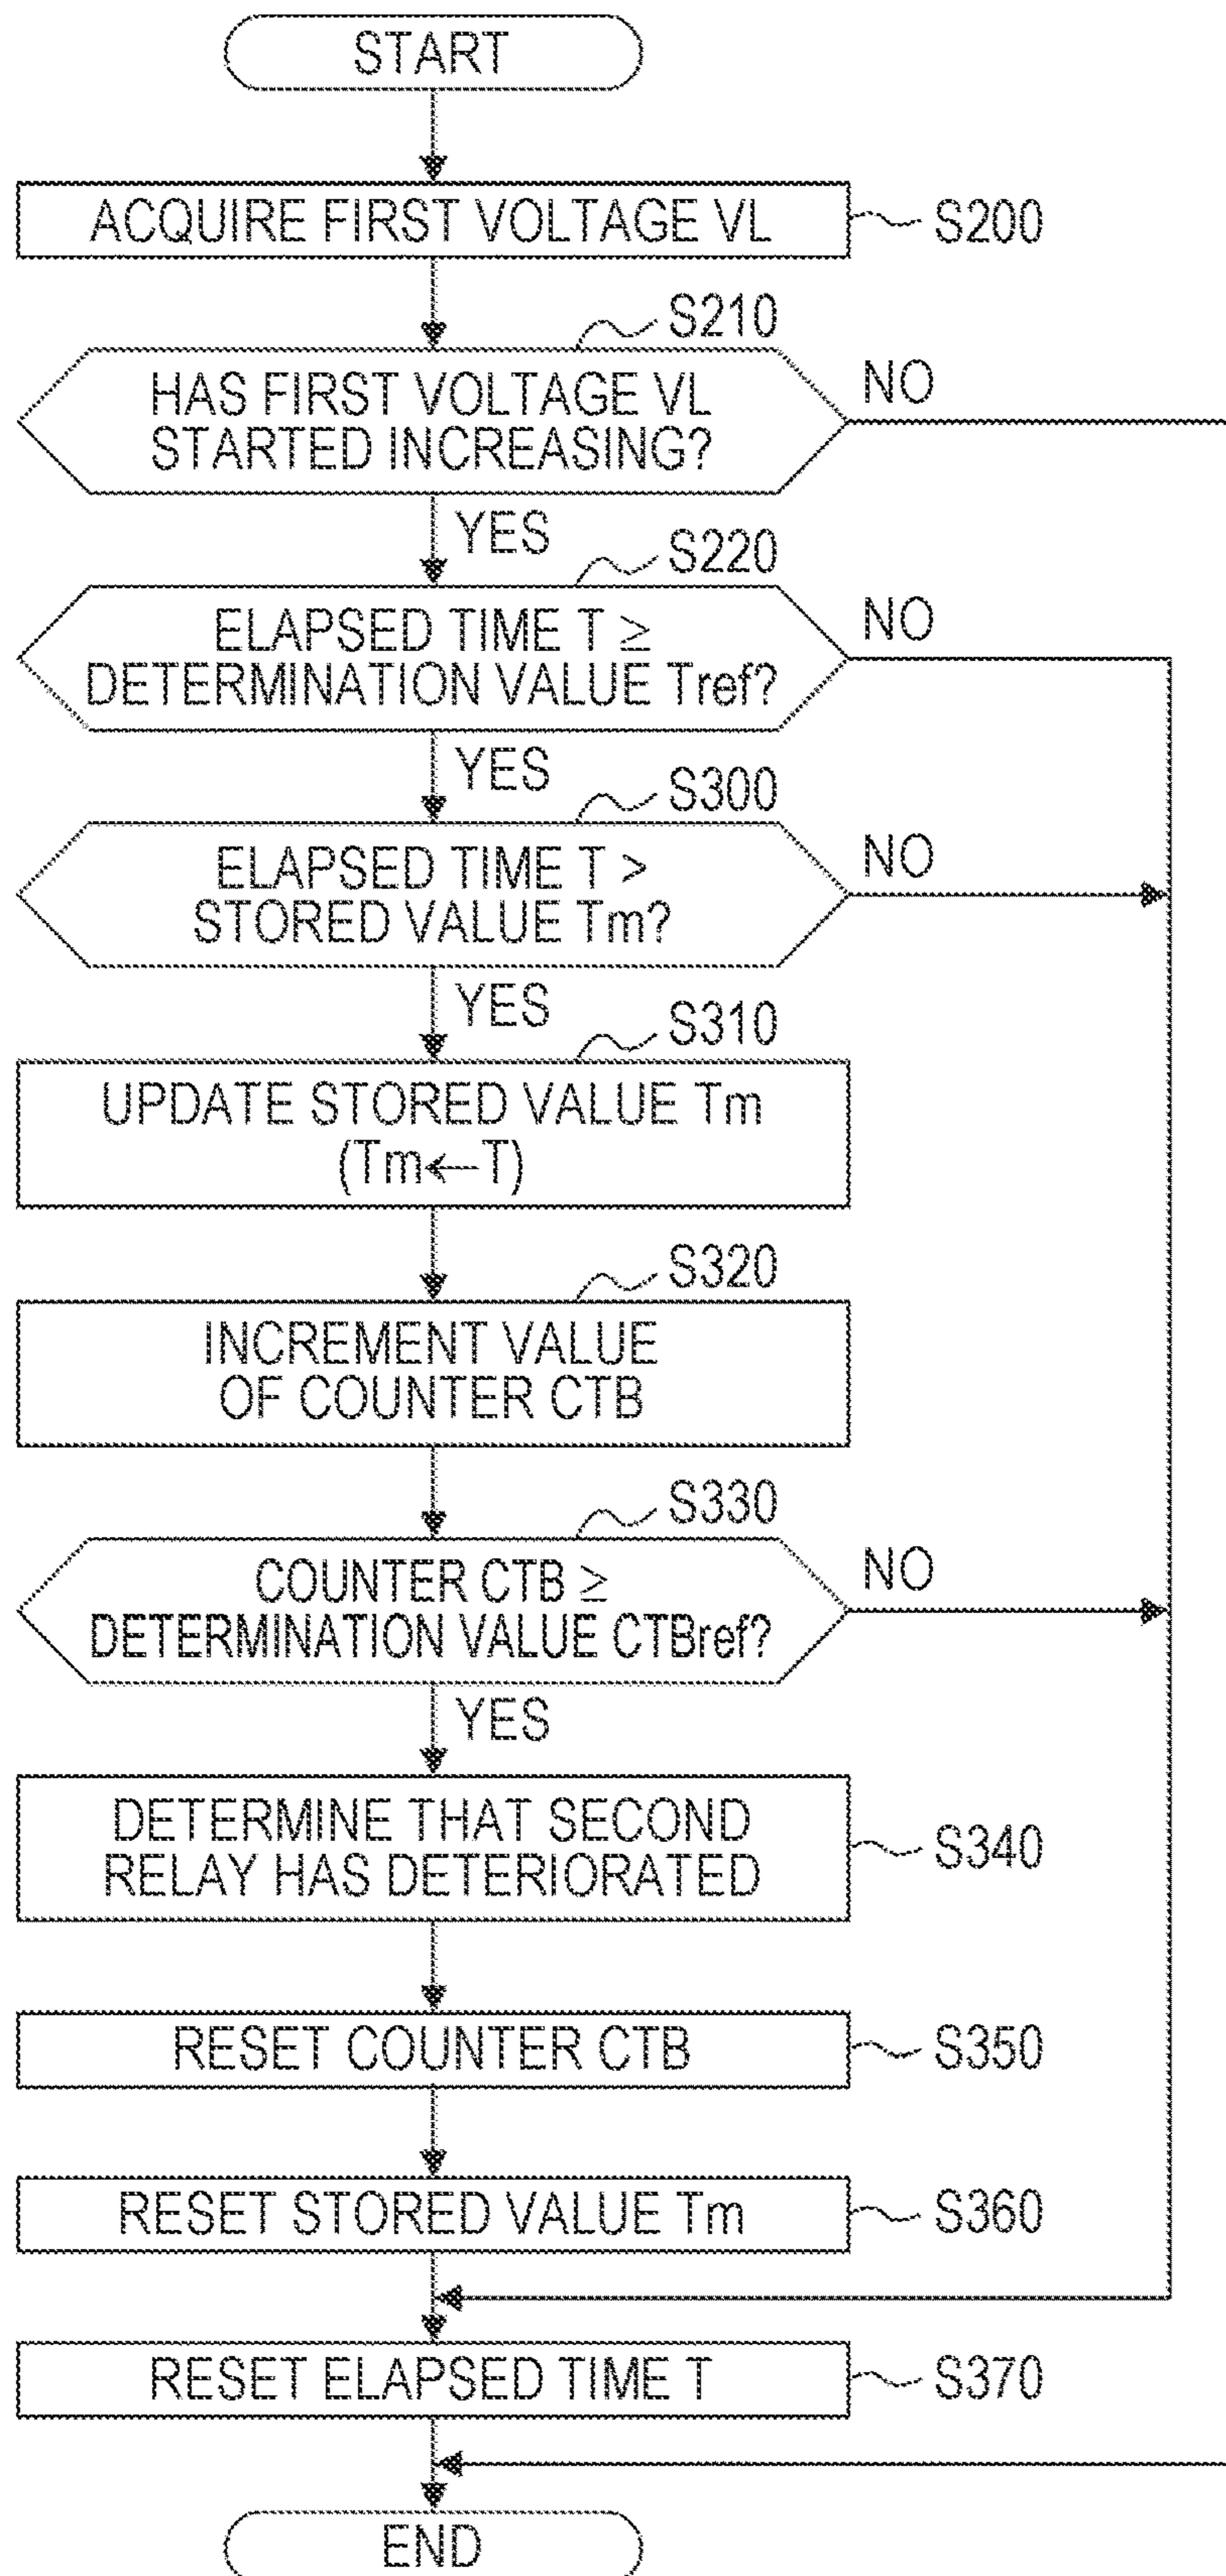 START
ACQUIRE FIRST VOLTAGE VL
S200
S210
HAS FIRST VOLTAGE VL
STARTED INCREASING?
NO
YES
S220
ELAPSED TIME T ≥
DETERMINATION VALUE Tref?
NO
YES
S300
ELAPSED TIME T >
STORED VALUE Tm?
NO
YES
S310
UPDATE STORED VALUE Tm
(Tm←T)
S320
INCREMENT VALUE
OF COUNTER CTB
S330
COUNTER CTB ≥
DETERMINATION VALUE CTBref?
NO
YES
DETERMINE THAT SECOND
RELAY HAS DETERIORATED
S340
RESET COUNTER CTB
S350
RESET STORED VALUE Tm
S360
RESET ELAPSED TIME T
S370
END